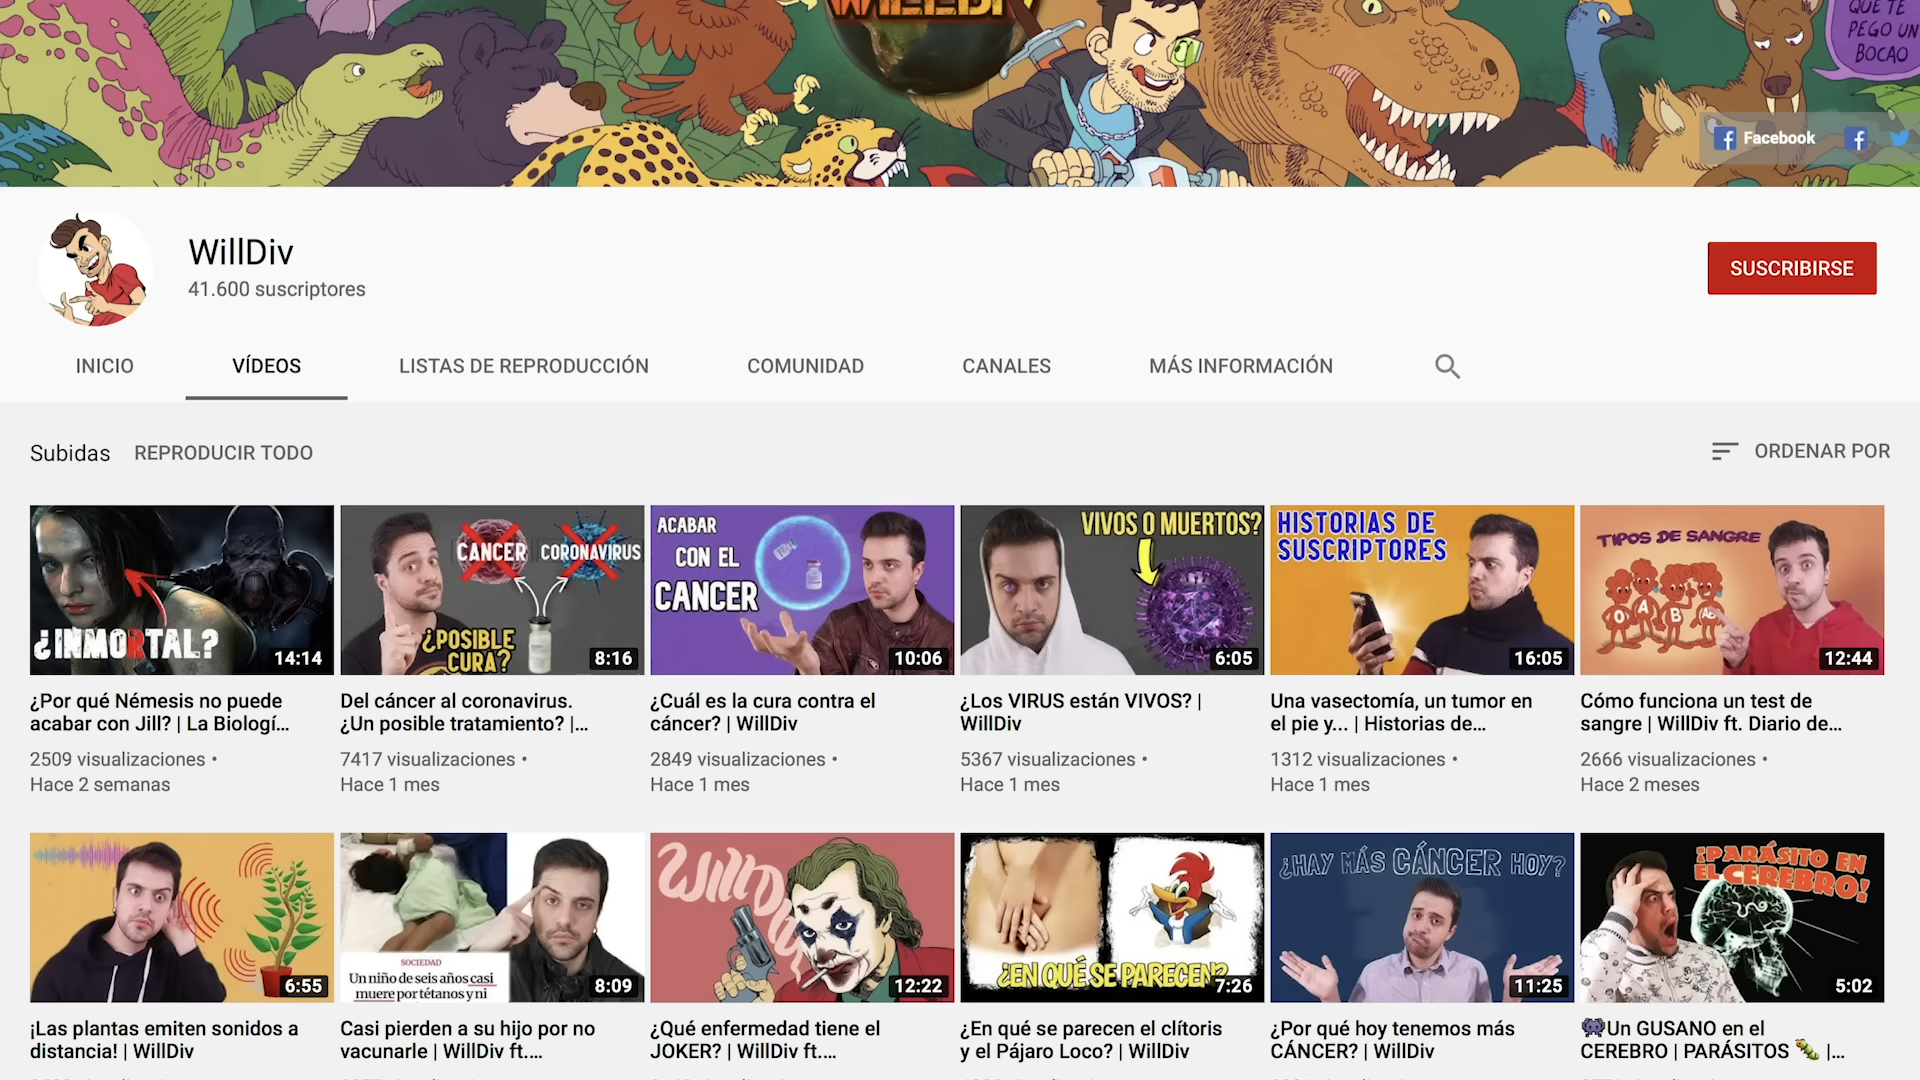 WILLDIV
QUE TE
PEGO UN
BOCAO
Facebook
WillDiv
41.600 suscriptores
SUSCRIBIRSE
INICIO
VÍDEOS
LISTAS DE REPRODUCCIÓN
COMUNIDAD
CANALES
MÁS INFORMACIÓN
Subidas
REPRODUCIR TODO
ORDENAR POR
¿INMORTAL?
14:14
CANCER
CORONAVIRUS
¿POSIBLE
CURA?
8:16
ACABAR
CON EL
CANCER
10:06
VIVOS O MUERTOS?
6:05
HISTORIAS DE
SUSCRIPTORES
16:05
TIPOS DE SANGRE
O A B AB
12:44
¿Por qué Némesis no puede
acabar con Jill? | La Biologí...
2509 visualizaciones •
Hace 2 semanas
Del cáncer al coronavirus.
¿Un posible tratamiento? |...
7417 visualizaciones •
Hace 1 mes
¿Cuál es la cura contra el
cáncer? | WillDiv
2849 visualizaciones •
Hace 1 mes
¿Los VIRUS están VIVOS? |
WillDiv
5367 visualizaciones •
Hace 1 mes
Una vasectomía, un tumor en
el pie y... | Historias de...
1312 visualizaciones •
Hace 1 mes
Cómo funciona un test de
sangre | WillDiv ft. Diario de...
2666 visualizaciones •
Hace 2 meses
6:55
SOCIEDAD
Un niño de seis años casi
muere por tétanos y ni
8:09
WillDiv
12:22
¿EN QUÉ SE PARECEN?
7:26
¿HAY MÁS CÁNCER HOY?
11:25
¡PARÁSITO EN
EL CEREBRO!
5:02
¡Las plantas emiten sonidos a
distancia! | WillDiv
Casi pierden a su hijo por no
vacunarle | WillDiv ft....
¿Qué enfermedad tiene el
JOKER? | WillDiv ft....
¿En qué se parecen el clítoris
y el Pájaro Loco? | WillDiv
¿Por qué hoy tenemos más
CÁNCER? | WillDiv
Un GUSANO en el
CEREBRO | PARÁSITOS 🐛 |...